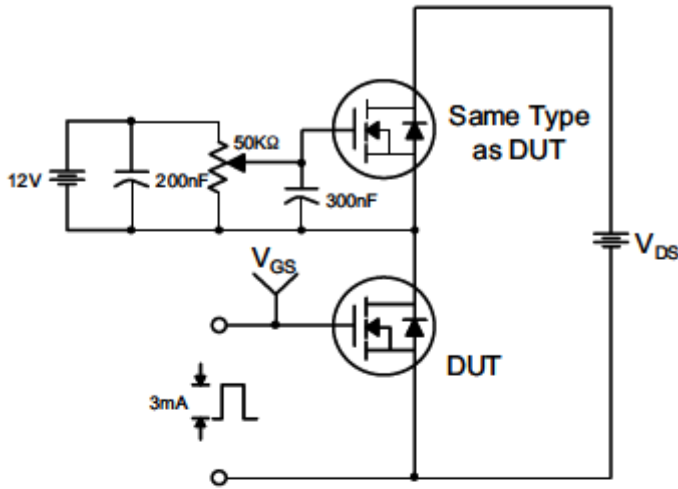 Same Type
as DUT
50KΩ
12V
200nF
300nF
VDS
VGS
DUT
3mA